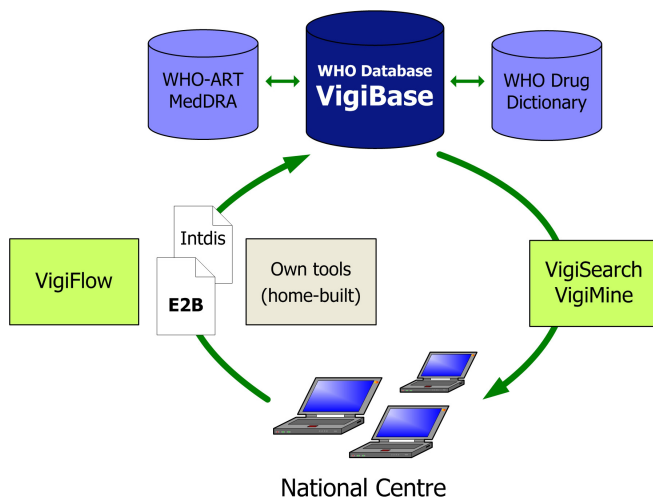 WHO-ART
MedDRA
WHO Database
VigiBase
WHO Drug
Dictionary
VigiFlow
Intdis
E2B
Own tools
(home-built)
VigiSearch
VigiMine
National Centre